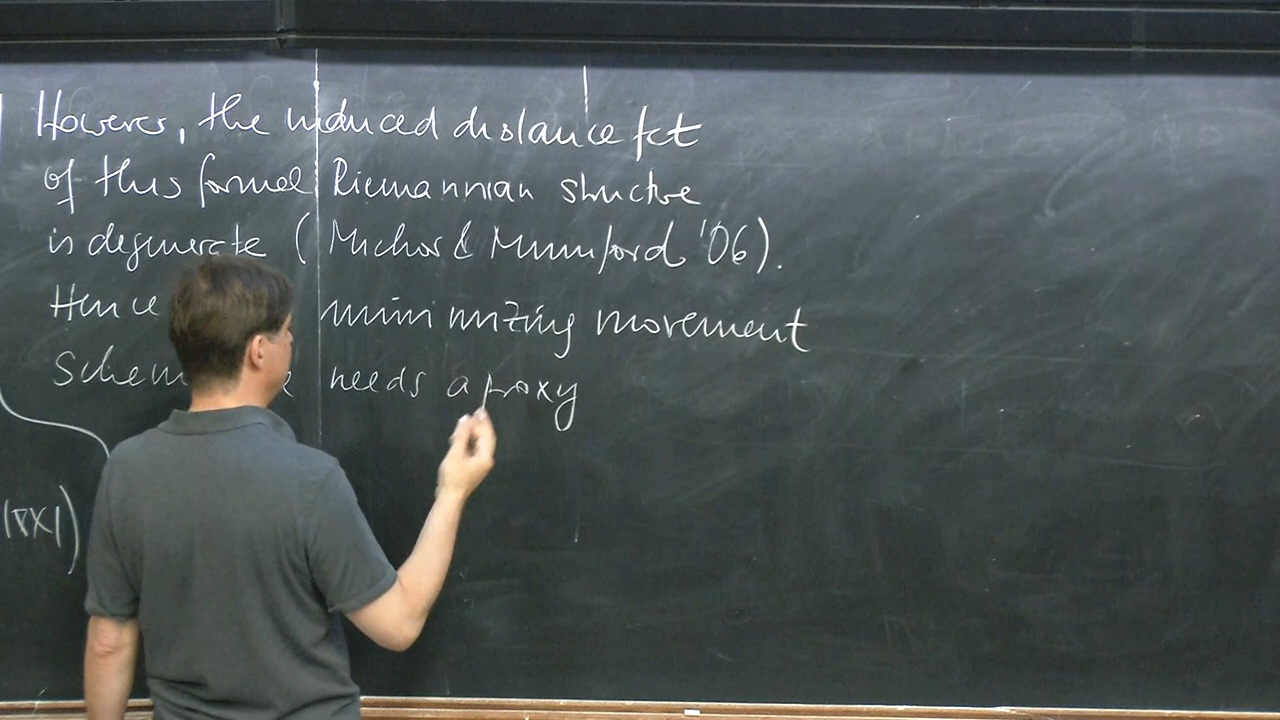 However, the induced distance fct
of this formal Riemannian structure
is degenerate (Michor & Mumford '06).
Hence minimizing movement
Schem needs a proxy
|∇χ|)